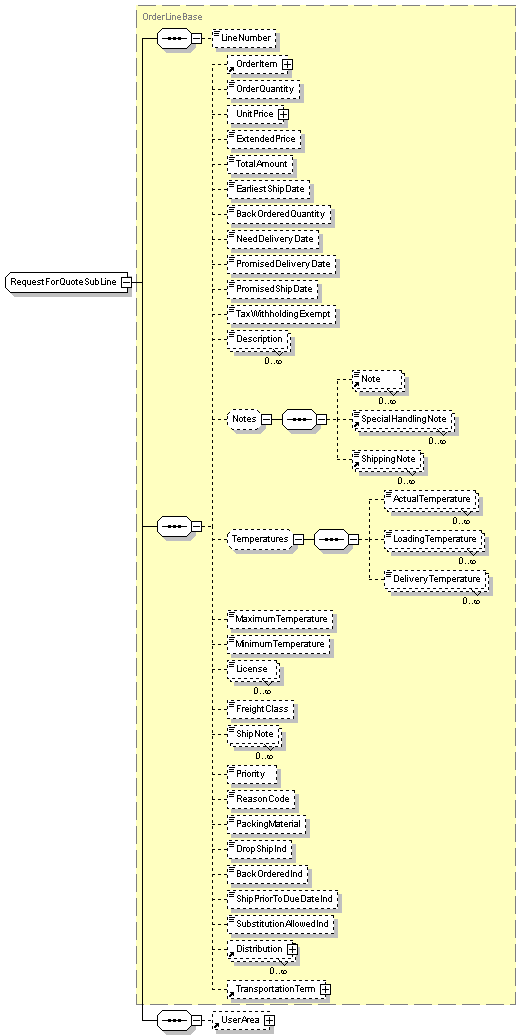 OrderLineBase
LineNumber
OrderItem
OrderQuantity
UnitPrice
ExtendedPrice
TotalAmount
EarliestShipDate
BackOrderedQuantity
NeedDeliveryDate
PromisedDeliveryDate
RequestForQuoteSubLine
PromisedShipDate
TaxWithholdingExempt
Description
0..∞
Note
0..∞
Notes
SpecialHandlingNote
0..∞
ShippingNote
0..∞
ActualTemperature
0..∞
Temperatures
LoadingTemperature
0..∞
DeliveryTemperature
0..∞
MaximumTemperature
MinimumTemperature
License
0..∞
FreightClass
ShipNote
0..∞
Priority
ReasonCode
PackingMaterial
DropShipInd
BackOrderedInd
ShipPriorToDueDateInd
SubstitutionAllowedInd
Distribution
0..∞
TransportationTerm
UserArea